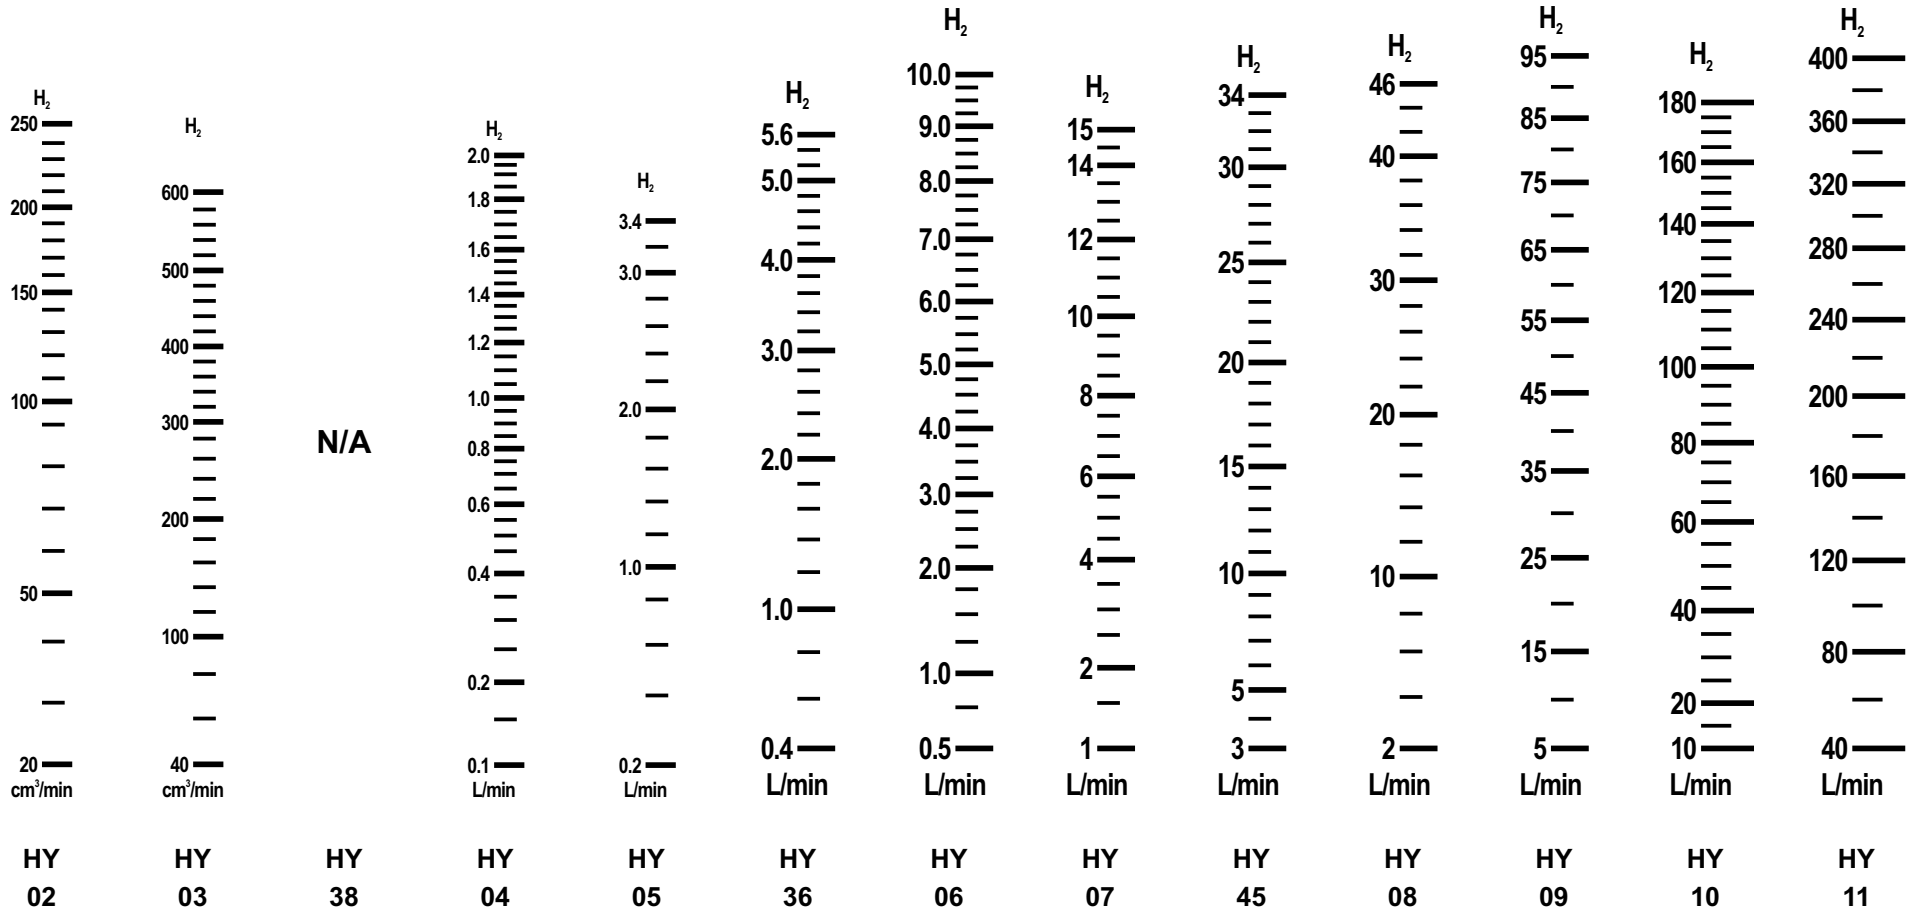 H2
250
200
150
100
50
20
cm³/min
HY
02
H2
600
500
400
300
200
100
40
cm³/min
HY
03
N/A
HY
38
H2
2.0
1.8
1.6
1.4
1.2
1.0
0.8
0.6
0.4
0.2
0.1
L/min
HY
04
H2
3.4
3.0
2.0
1.0
0.2
L/min
HY
05
H2
5.6
5.0
4.0
3.0
2.0
1.0
0.4
L/min
HY
36
H2
10.0
9.0
8.0
7.0
6.0
5.0
4.0
3.0
2.0
1.0
0.5
L/min
HY
06
H2
15
14
12
10
8
6
4
2
1
L/min
HY
07
H2
34
30
25
20
15
10
5
3
L/min
HY
45
H2
46
40
30
20
10
2
L/min
HY
08
H2
95
85
75
65
55
45
35
25
15
5
L/min
HY
09
H2
180
160
140
120
100
80
60
40
20
10
L/min
HY
10
H2
400
360
320
280
240
200
160
120
80
40
L/min
HY
11